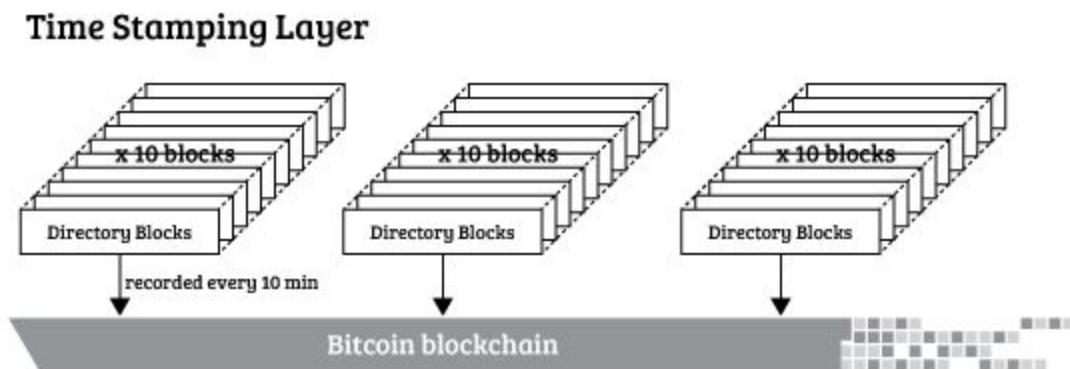 Time Stamping Layer
x 10 blocks
x 10 blocks
x 10 blocks
Directory Blocks
Directory Blocks
Directory Blocks
recorded every 10 min
Bitcoin blockchain